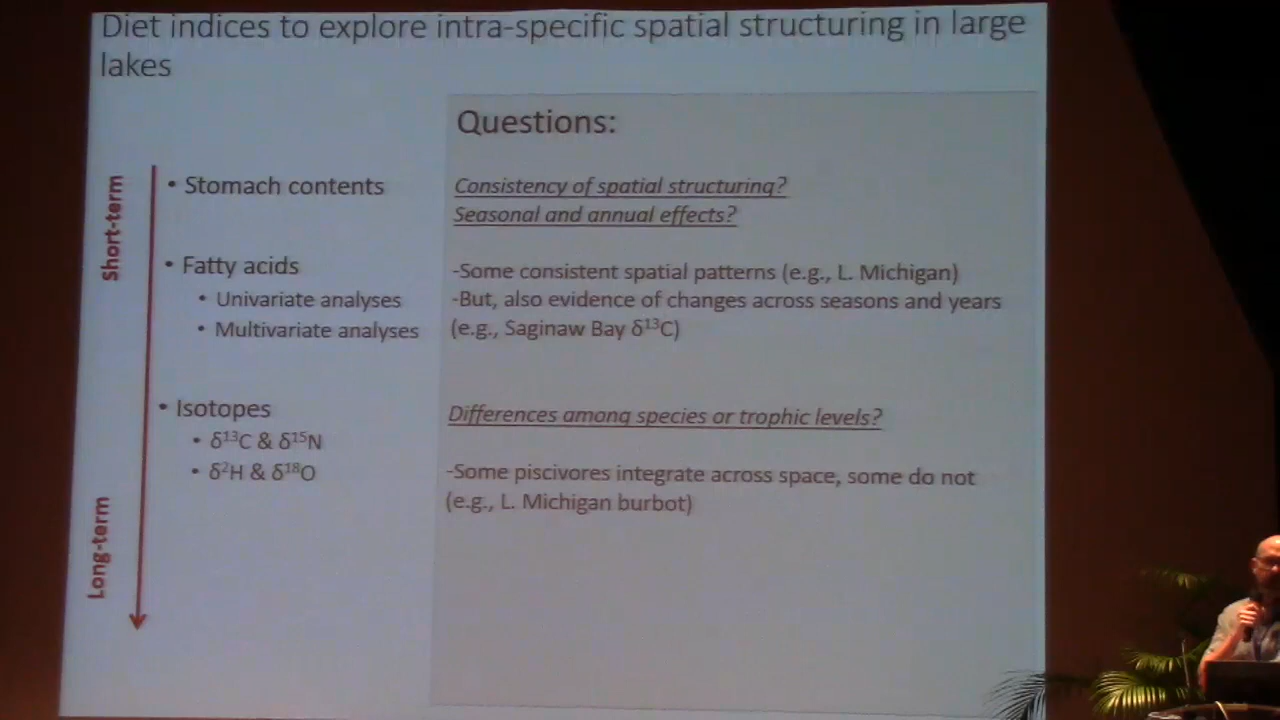 Diet indices to explore intra-specific spatial structuring in large
lakes
Short-term
• Stomach contents
• Fatty acids
• Univariate analyses
• Multivariate analyses
• Isotopes
• δ¹³C & δ¹⁵N
• δ²H & δ¹⁸O
Long-term
Questions:
Consistency of spatial structuring?
Seasonal and annual effects?
-Some consistent spatial patterns (e.g., L. Michigan)
-But, also evidence of changes across seasons and years
(e.g., Saginaw Bay δ¹³C)
Differences among species or trophic levels?
-Some piscivores integrate across space, some do not
(e.g., L. Michigan burbot)